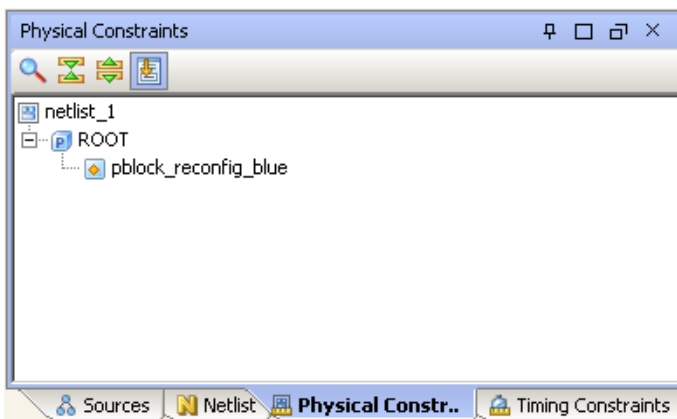 Physical Constraints
netlist_1
ROOT
pblock_reconfig_blue
Sources Netlist Physical Constr.. Timing Constraints